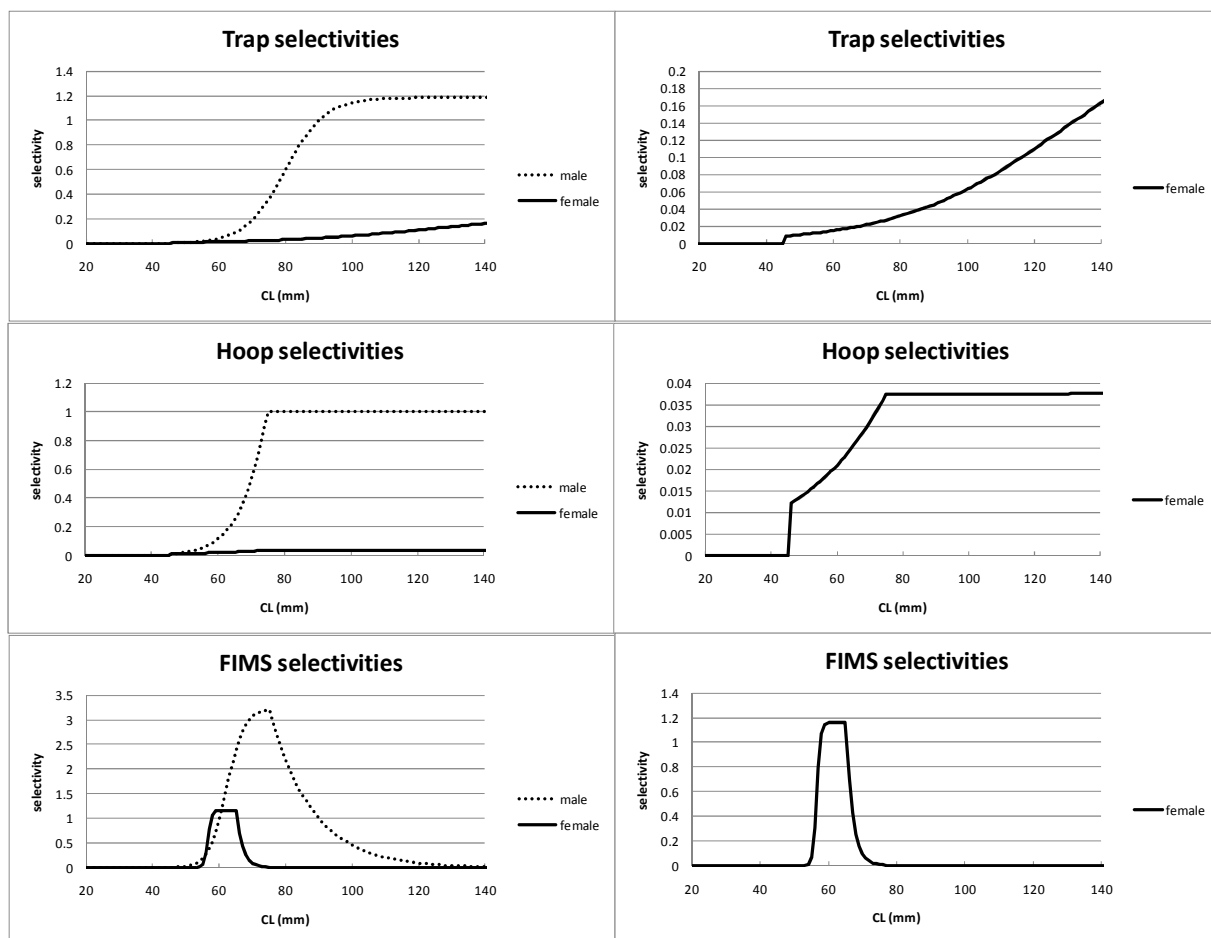 Trap selectivities
1.4
1.2
1
0.8
0.6
0.4
0.2
0
selectivity
20 40 60 80 100 120 140
CL (mm)
male
female
Trap selectivities
0.2
0.18
0.16
0.14
0.12
0.1
0.08
0.06
0.04
0.02
0
selectivity
20 40 60 80 100 120 140
CL (mm)
female
Hoop selectivities
1.2
1
0.8
0.6
0.4
0.2
0
selectivity
20 40 60 80 100 120 140
CL (mm)
male
female
Hoop selectivities
0.04
0.035
0.03
0.025
0.02
0.015
0.01
0.005
0
selectivity
20 40 60 80 100 120 140
CL (mm)
female
FIMS selectivities
3.5
3
2.5
2
1.5
1
0.5
0
selectivity
20 40 60 80 100 120 140
CL (mm)
male
female
FIMS selectivities
1.4
1.2
1
0.8
0.6
0.4
0.2
0
selectivity
20 40 60 80 100 120 140
CL (mm)
female